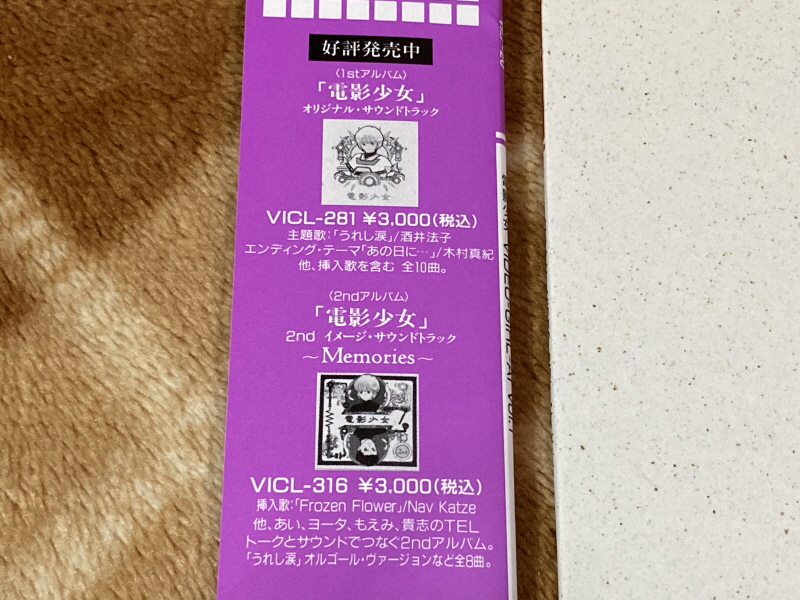 好評発売中
〈1stアルバム〉
「電影少女」
オリジナル・サウンドトラック
電影少女
VICL-281 ¥3,000(税込)
主題歌:「うれし涙」/酒井法子
エンディング・テーマ「あの日に…」/木村真紀
他、挿入歌を含む 全10曲。
〈2ndアルバム〉
「電影少女」
2nd イメージ・サウンドトラック
～Memories～
電影少女
VICL-316 ¥3,000(税込)
挿入歌:「Frozen Flower」/Nav Katze
他、あい、ヨータ、もえみ、貴志のTEL
トークとサウンドでつなぐ2ndアルバム。
「うれし涙」オルゴール・ヴァージョンなど全8曲。